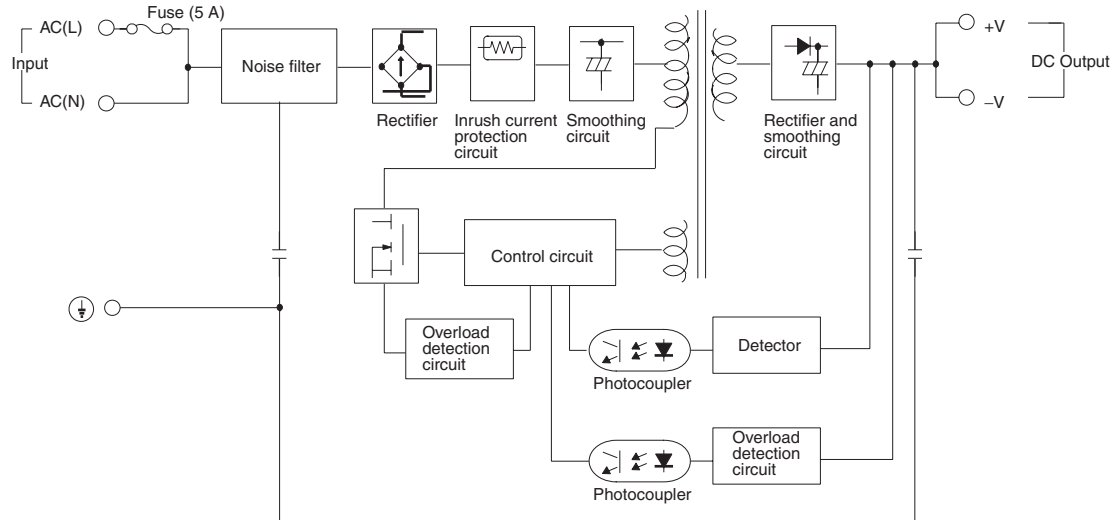 Fuse (5 A)
AC(L)
Input
AC(N)
Noise filter
Rectifier
Inrush current
protection
circuit
Smoothing
circuit
Rectifier and
smoothing
circuit
+V
DC Output
–V
Control circuit
Overload
detection
circuit
Photocoupler
Detector
Photocoupler
Overload
detection
circuit